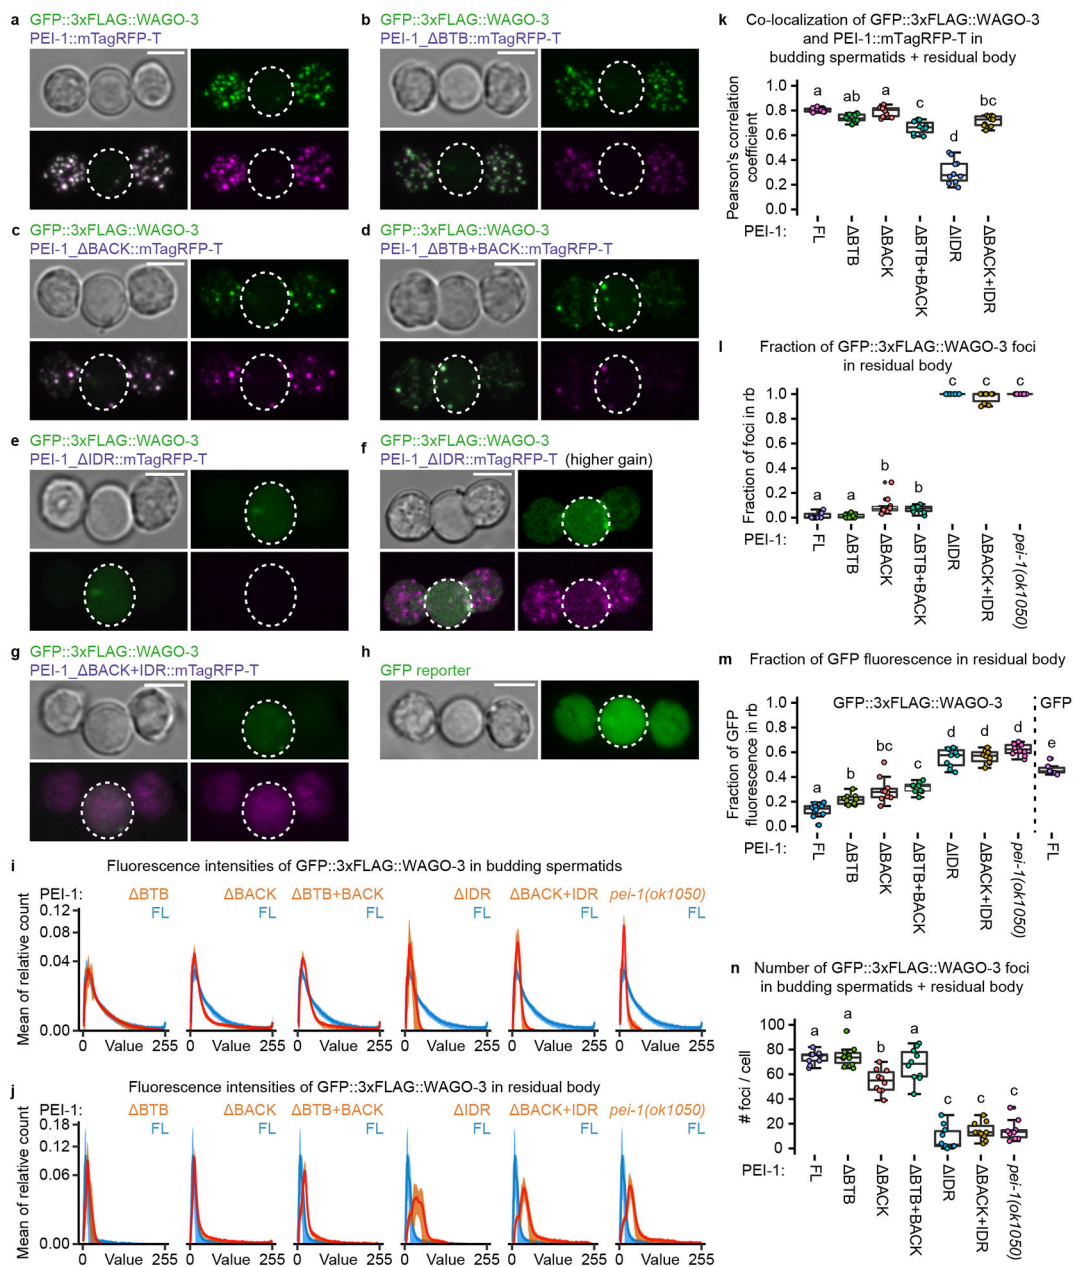 a GFP::3xFLAG::WAGO-3
PEI-1::mTagRFP-T
b GFP::3xFLAG::WAGO-3
PEI-1_ΔBTB::mTagRFP-T
c GFP::3xFLAG::WAGO-3
PEI-1_ΔBACK::mTagRFP-T
d GFP::3xFLAG::WAGO-3
PEI-1_ΔBTB+BACK::mTagRFP-T
e GFP::3xFLAG::WAGO-3
PEI-1_ΔIDR::mTagRFP-T
f GFP::3xFLAG::WAGO-3
PEI-1_ΔIDR::mTagRFP-T (higher gain)
g GFP::3xFLAG::WAGO-3
PEI-1_ΔBACK+IDR::mTagRFP-T
h
GFP reporter
i Fluorescence intensities of GFP::3xFLAG::WAGO-3 in budding spermatids
PEI-1: ΔBTB ΔBACK ΔBTB+BACK ΔIDR ΔBACK+IDR pei-1(ok1050)
FL FL FL FL FL FL
Mean of relative count
0.12
0.08
0.04
0.00
0 Value 255 0 Value 255 0 Value 255 0 Value 255 0 Value 255 0 Value 255
j Fluorescence intensities of GFP::3xFLAG::WAGO-3 in residual body
PEI-1: ΔBTB ΔBACK ΔBTB+BACK ΔIDR ΔBACK+IDR pei-1(ok1050)
FL FL FL FL FL FL
Mean of relative count
0.18
0.12
0.06
0.00
0 Value 255 0 Value 255 0 Value 255 0 Value 255 0 Value 255 0 Value 255
k Co-localization of GFP::3xFLAG::WAGO-3
and PEI-1::mTagRFP-T in
budding spermatids + residual body
Pearson's correlation
coefficient
1.0
0.8
0.6
0.4
0.2
0.0
a ab a c d bc
PEI-1: FL ΔBTB ΔBACK ΔBTB+BACK ΔIDR ΔBACK+IDR
l Fraction of GFP::3xFLAG::WAGO-3 foci
in residual body
Fraction of foci in rb
1.0
0.8
0.6
0.4
0.2
0.0
a a b b c c c
PEI-1: FL ΔBTB ΔBACK ΔBTB+BACK ΔIDR ΔBACK+IDR pei-1(ok1050)
m Fraction of GFP fluorescence in residual body
GFP::3xFLAG::WAGO-3 GFP
Fraction of GFP
fluorescence in rb
1.0
0.8
0.6
0.4
0.2
0.0
a b bc c d d d e
PEI-1: FL ΔBTB ΔBACK ΔBTB+BACK ΔIDR ΔBACK+IDR pei-1(ok1050) FL
n Number of GFP::3xFLAG::WAGO-3 foci
in budding spermatids + residual body
# foci / cell
100
80
60
40
20
0
a a b a c c c
PEI-1: FL ΔBTB ΔBACK ΔBTB+BACK ΔIDR ΔBACK+IDR pei-1(ok1050)